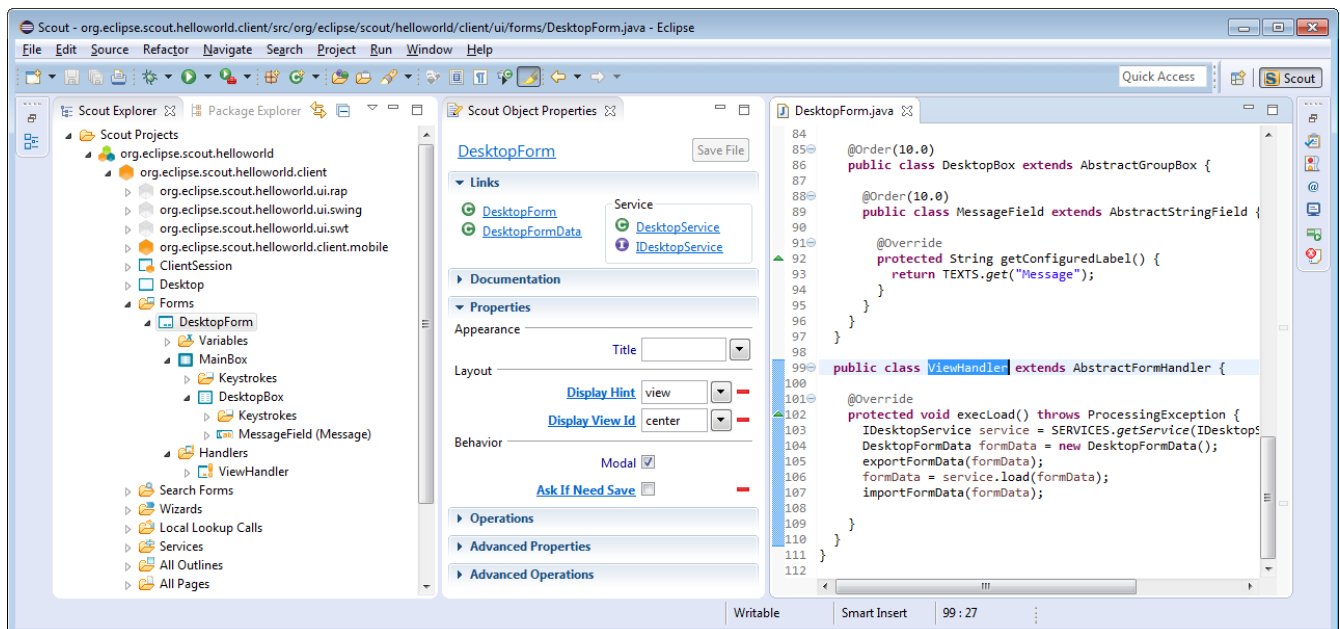 Scout - org.eclipse.scout.helloworld.client/src/org/eclipse/scout/helloworld/client/ui/forms/DesktopForm.java - Eclipse
File Edit Source Refactor Navigate Search Project Run Window Help
Quick Access
Scout
Scout Explorer
Package Explorer
Scout Projects
org.eclipse.scout.helloworld
org.eclipse.scout.helloworld.client
org.eclipse.scout.helloworld.ui.rap
org.eclipse.scout.helloworld.ui.swing
org.eclipse.scout.helloworld.ui.swt
org.eclipse.scout.helloworld.client.mobile
ClientSession
Desktop
Forms
DesktopForm
Variables
MainBox
Keystrokes
DesktopBox
Keystrokes
MessageField (Message)
Handlers
ViewHandler
Search Forms
Wizards
Local Lookup Calls
Services
All Outlines
All Pages
Scout Object Properties
DesktopForm
Save File
Links
DesktopForm
DesktopFormData
Service
DesktopService
IDesktopService
Documentation
Properties
Appearance
Title
Layout
Display Hint view
Display View Id center
Behavior
Modal
Ask If Need Save
Operations
Advanced Properties
Advanced Operations
DesktopForm.java
84
85 @Order(10.0)
86 public class DesktopBox extends AbstractGroupBox {
87
88 @Order(10.0)
89 public class MessageField extends AbstractStringField {
90
91 @Override
92 protected String getConfiguredLabel() {
93 return TEXTS.get("Message");
94 }
95 }
96 }
97 }
98
99 public class ViewHandler extends AbstractFormHandler {
100
101 @Override
102 protected void execLoad() throws ProcessingException {
103 IDesktopService service = SERVICES.getService(IDesktopS
104 DesktopFormData formData = new DesktopFormData();
105 exportFormData(formData);
106 formData = service.load(formData);
107 importFormData(formData);
108
109 }
110 }
111 }
112
Writable Smart Insert 99 : 27